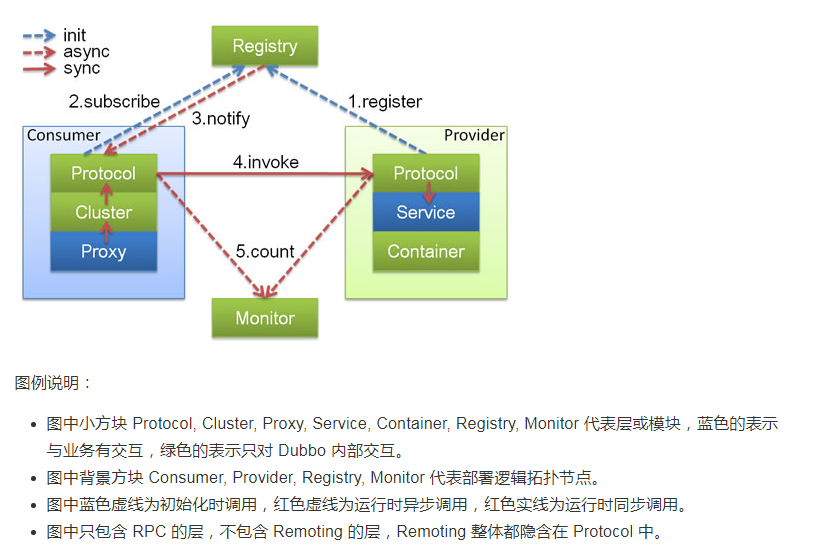 init
async
sync
Registry
2.subscribe
1.register
3.notify
Consumer
Provider
Protocol
4.invoke
Protocol
Cluster
Service
Proxy
5.count
Container
Monitor
图例说明：
图中小方块 Protocol, Cluster, Proxy, Service, Container, Registry, Monitor 代表层或模块，蓝色的表示
与业务有交互，绿色的表示只对 Dubbo 内部交互。
图中背景方块 Consumer, Provider, Registry, Monitor 代表部署逻辑拓扑节点。
图中蓝色虚线为初始化时调用，红色虚线为运行时异步调用，红色实线为运行时同步调用。
图中只包含 RPC 的层，不包含 Remoting 的层，Remoting 整体都隐含在 Protocol 中。